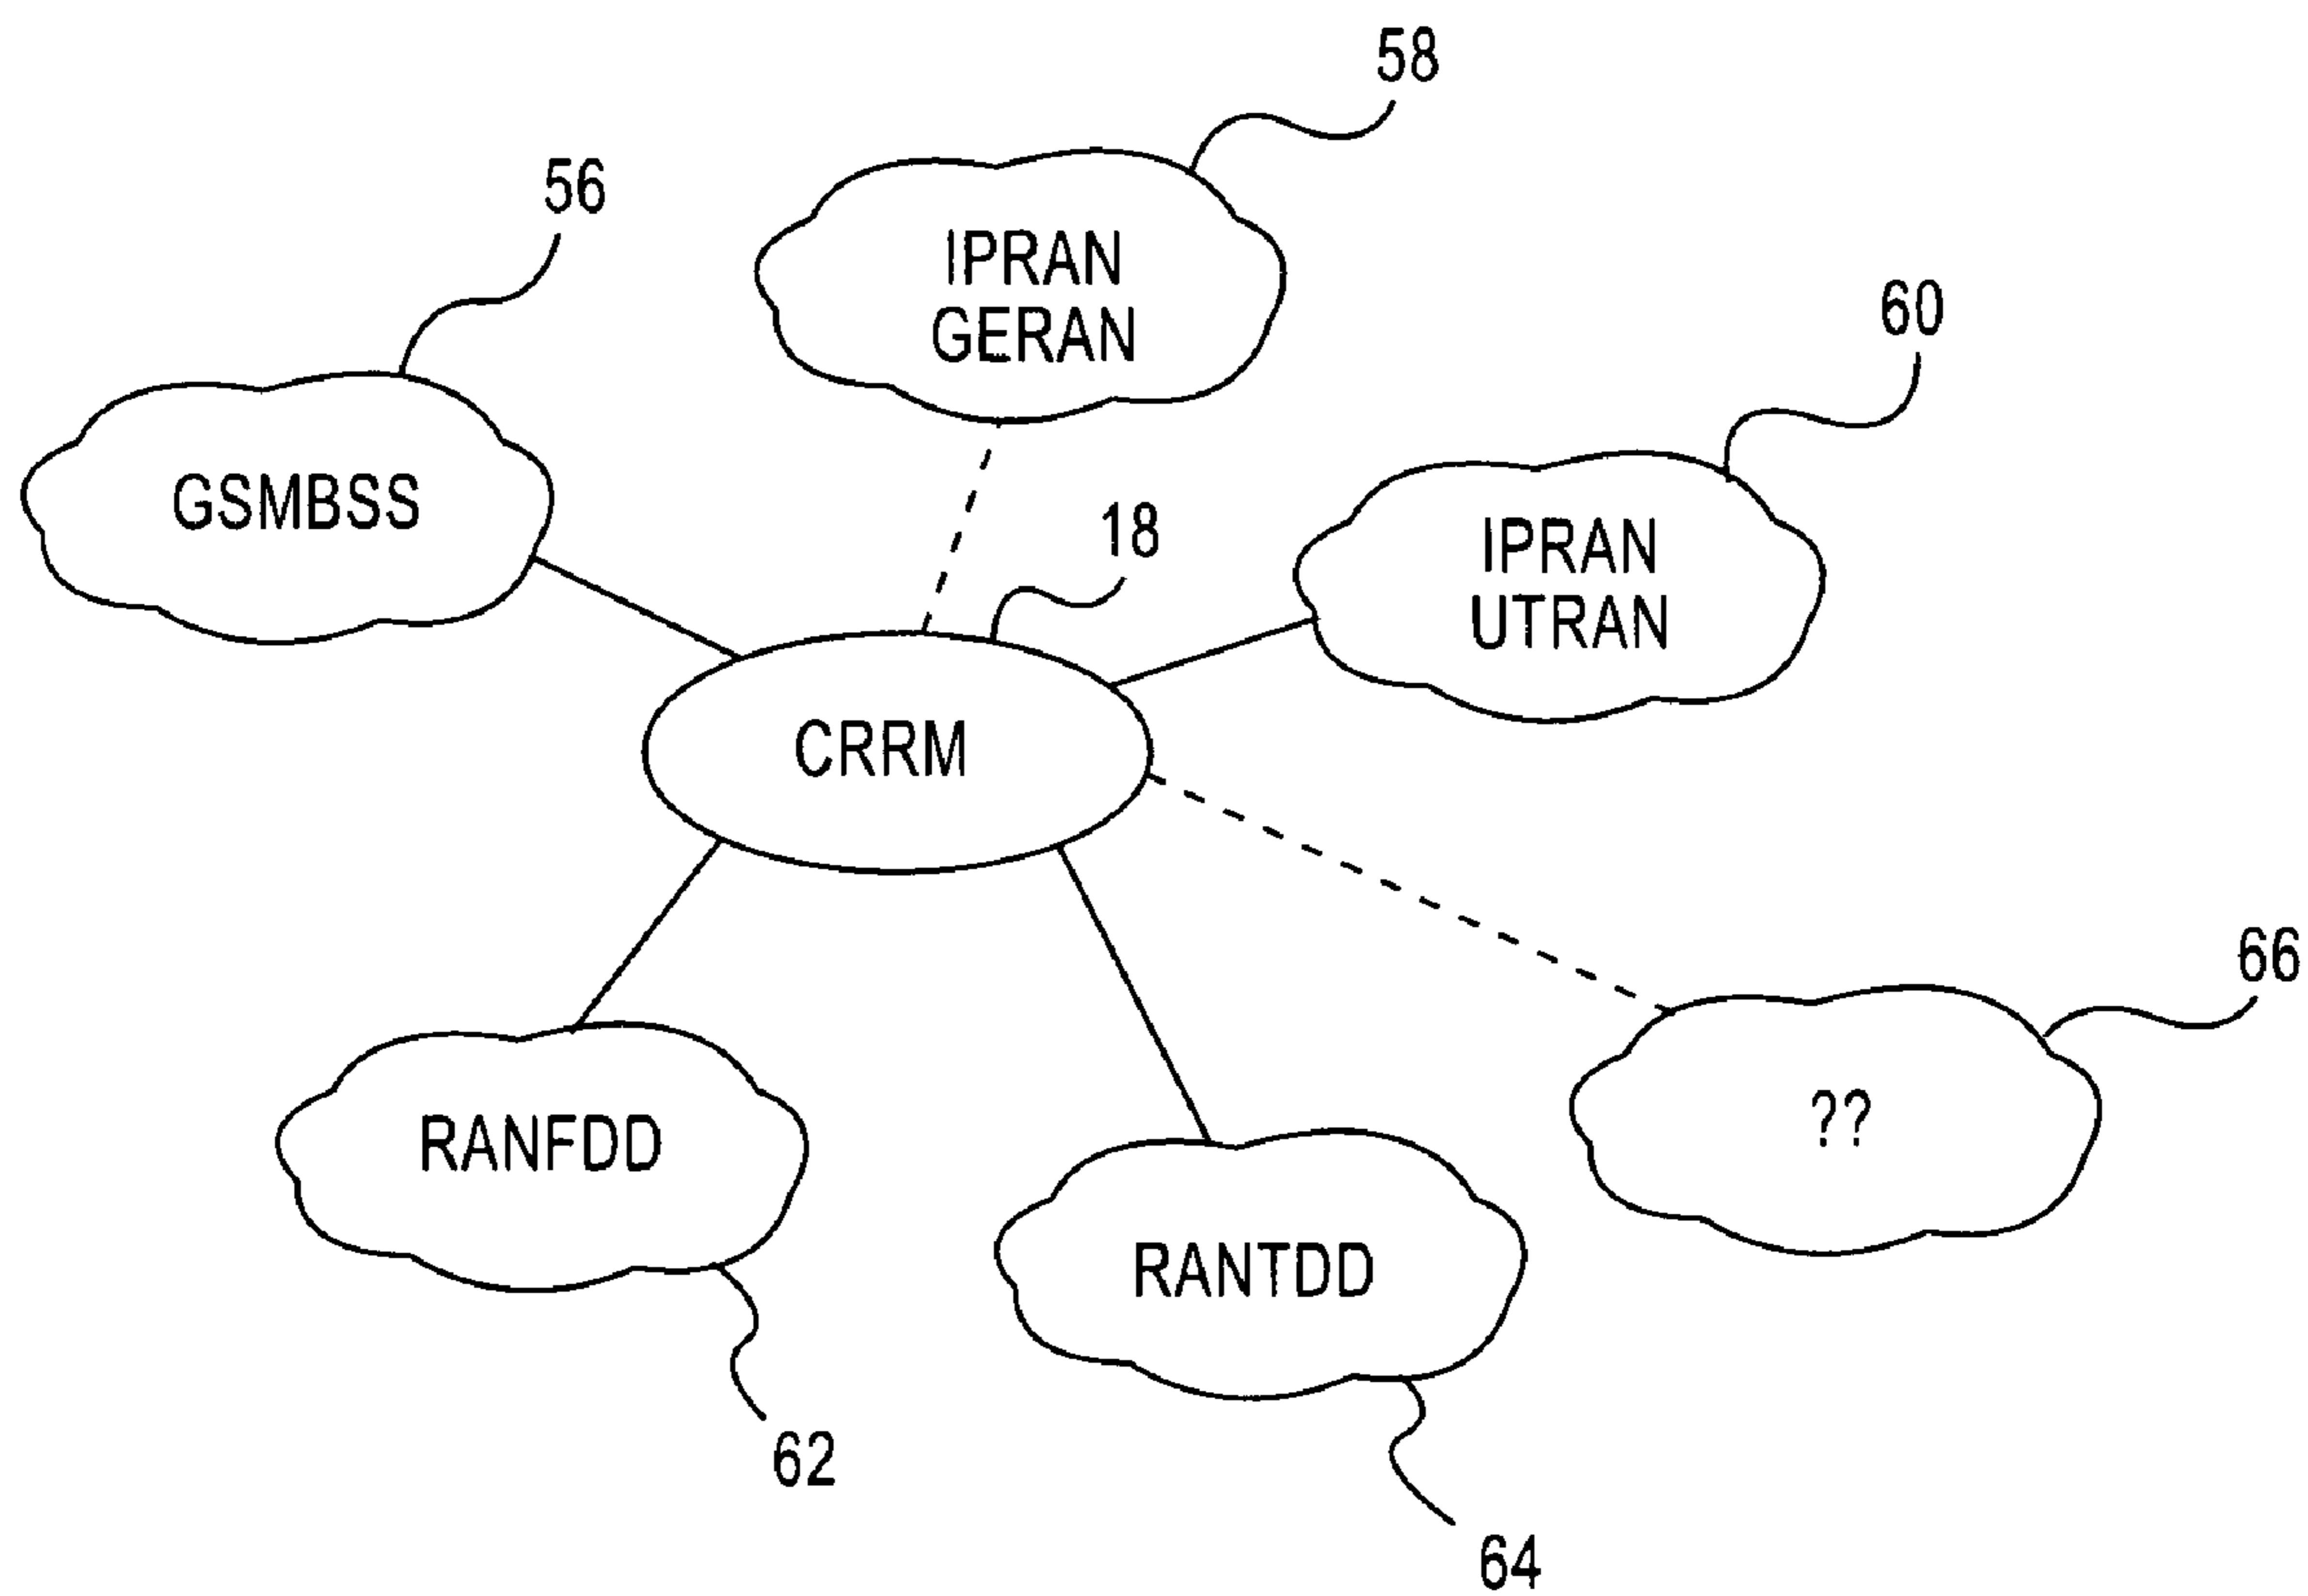 58
56
IPRAN
GERAN
60
GSMBSS
18
IPRAN
UTRAN
CRRM
66
RANFDD
??
RANTDD
62
64